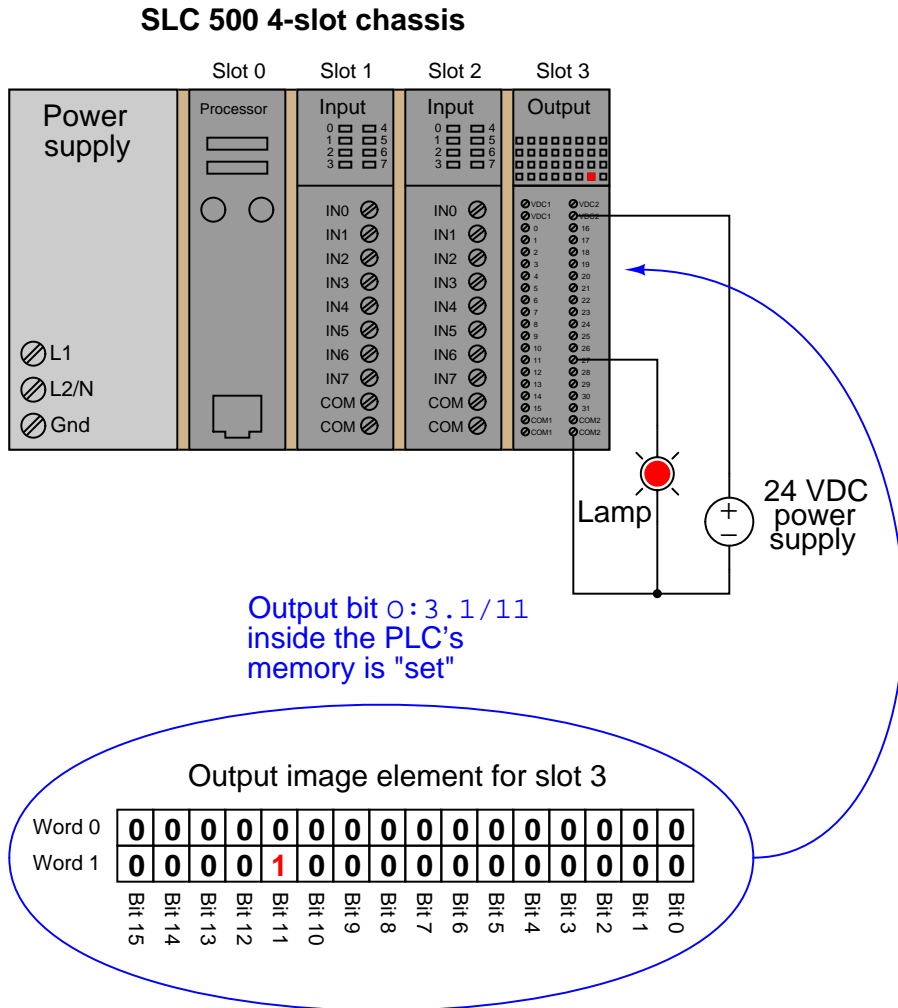 SLC 500 4-slot chassis
Slot 0 Slot 1 Slot 2 Slot 3
Power
supply
L1
L2/N
Gnd
Processor
Input
0 4
1 5
2 6
3 7
IN0
IN1
IN2
IN3
IN4
IN5
IN6
IN7
COM
COM
Input
0 4
1 5
2 6
3 7
IN0
IN1
IN2
IN3
IN4
IN5
IN6
IN7
COM
COM
Output
VDC1 VDC2
VDC1 VDC2
0 16
1 17
2 18
3 19
4 20
5 21
6 22
7 23
8 24
9 25
10 26
11 27
12 28
13 29
14 30
15 31
COM1 COM2
COM1 COM2
Lamp
+
−
24 VDC
power
supply
Output bit O:3.1/11
inside the PLC's
memory is "set"
Output image element for slot 3
Word 0 0 0 0 0 0 0 0 0 0 0 0 0 0 0 0 0
Word 1 0 0 0 0 1 0 0 0 0 0 0 0 0 0 0 0
Bit 15 Bit 14 Bit 13 Bit 12 Bit 11 Bit 10 Bit 9 Bit 8 Bit 7 Bit 6 Bit 5 Bit 4 Bit 3 Bit 2 Bit 1 Bit 0